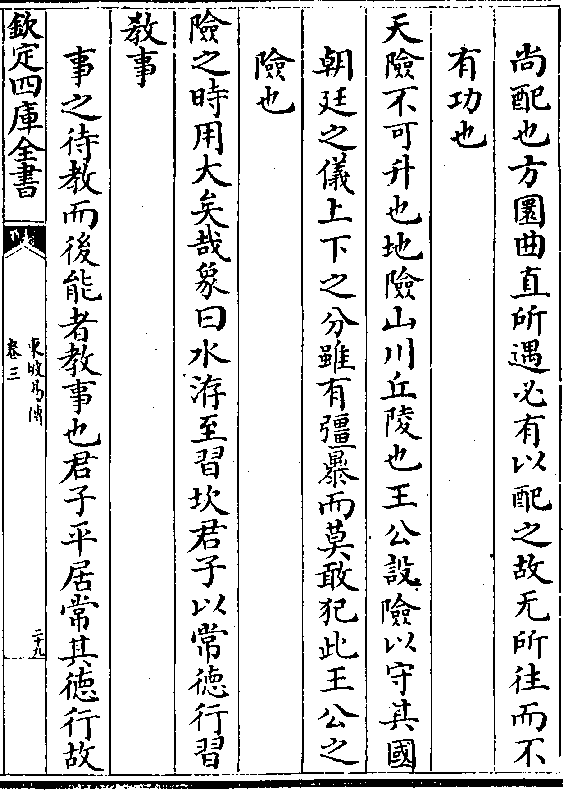 尚配也方圜曲直所遇必有以配之故无所往而不
有功也
天險不可升也地險山川丘陵也王公設險以守其國
朝廷之儀上下之分雖有彊暴而莫敢犯此王公之
險也
險之時用大矣哉象曰水洊至習坎君子以常德行習
教事
事之待教而後能者教事也君子平居常其德行故
欽定四庫全書
東坡易傳
卷三
二十九